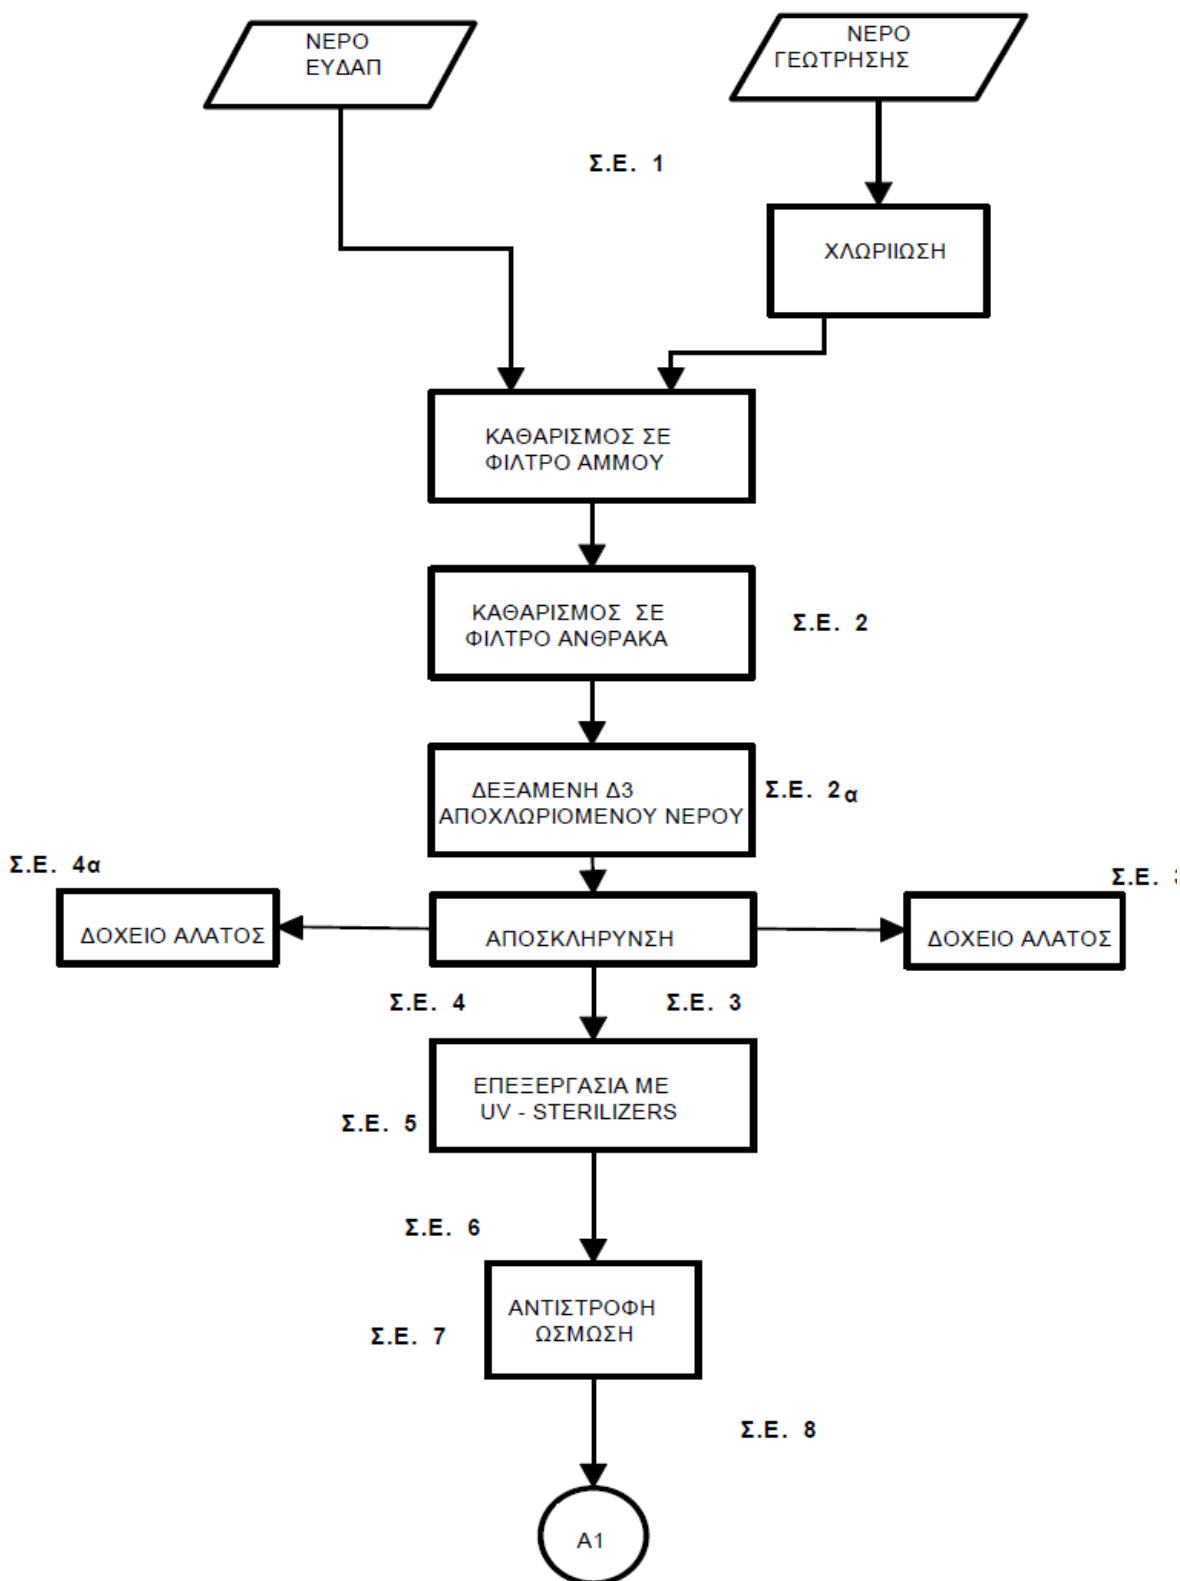 ΝΕΡΟ
ΕΥΔΑΠ
ΝΕΡΟ
ΓΕΩΤΡΗΣΗΣ
Σ.Ε. 1
ΧΛΩΡΙΙΩΣΗ
ΚΑΘΑΡΙΣΜΟΣ ΣΕ
ΦΙΛΤΡΟ ΑΜΜΟΥ
ΚΑΘΑΡΙΣΜΟΣ ΣΕ
ΦΙΛΤΡΟ ΑΝΘΡΑΚΑ
Σ.Ε. 2
ΔΕΞΑΜΕΝΗ Δ3
ΑΠΟΧΛΩΡΙΟΜΕΝΟΥ ΝΕΡΟΥ
Σ.Ε. 2α
Σ.Ε. 4α
Σ.Ε.
ΔΟΧΕΙΟ ΑΛΑΤΟΣ
ΑΠΟΣΚΛΗΡΥΝΣΗ
ΔΟΧΕΙΟ ΑΛΑΤΟΣ
Σ.Ε. 4
Σ.Ε. 3
ΕΠΕΞΕΡΓΑΣΙΑ ΜΕ
UV - STERILIZERS
Σ.Ε. 5
Σ.Ε. 6
ΑΝΤΙΣΤΡΟΦΗ
ΩΣΜΩΣΗ
Σ.Ε. 7
Σ.Ε. 8
Α1